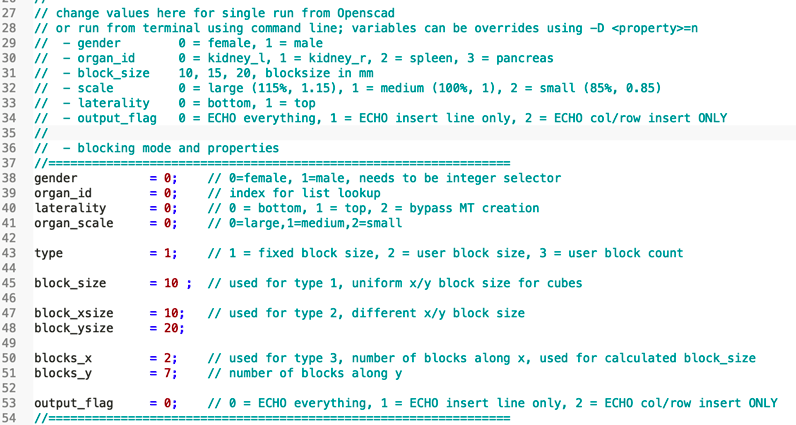 26 //
27 // change values here for single run from Openscad
28 // or run from terminal using command line; variables can be overrides using -D <property>=n
29 //  - gender        0 = female, 1 = male
30 //  - organ_id      0 = kidney_l, 1 = kidney_r, 2 = spleen, 3 = pancreas
31 //  - block_size    10, 15, 20, blocksize in mm
32 //  - scale         0 = large (115%, 1.15), 1 = medium (100%, 1), 2 = small (85%, 0.85)
33 //  - laterality    0 = bottom, 1 = top
34 //  - output_flag   0 = ECHO everything, 1 = ECHO insert line only, 2 = ECHO col/row insert ONLY
35 //
36 //  - blocking mode and properties
37 //================================================================
38 gender          = 0;    // 0=female, 1=male, needs to be integer selector
39 organ_id        = 0;    // index for list lookup
40 laterality      = 0;    // 0 = bottom, 1 = top, 2 = bypass MT creation
41 organ_scale     = 0;    // 0=large,1=medium,2=small
42
43 type            = 1;    // 1 = fixed block size, 2 = user block size, 3 = user block count
44
45 block_size      = 10 ;  // used for type 1, uniform x/y block size for cubes
46
47 block_xsize     = 10;   // used for type 2, different x/y block size
48 block_ysize     = 20;
49
50 blocks_x        = 2;    // used for type 3, number of blocks along x, used for calculated block_size
51 blocks_y        = 7;    // number of blocks along y
52
53 output_flag     = 0;    // 0 = ECHO everything, 1 = ECHO insert line only, 2 = ECHO col/row insert ONLY
54 //================================================================